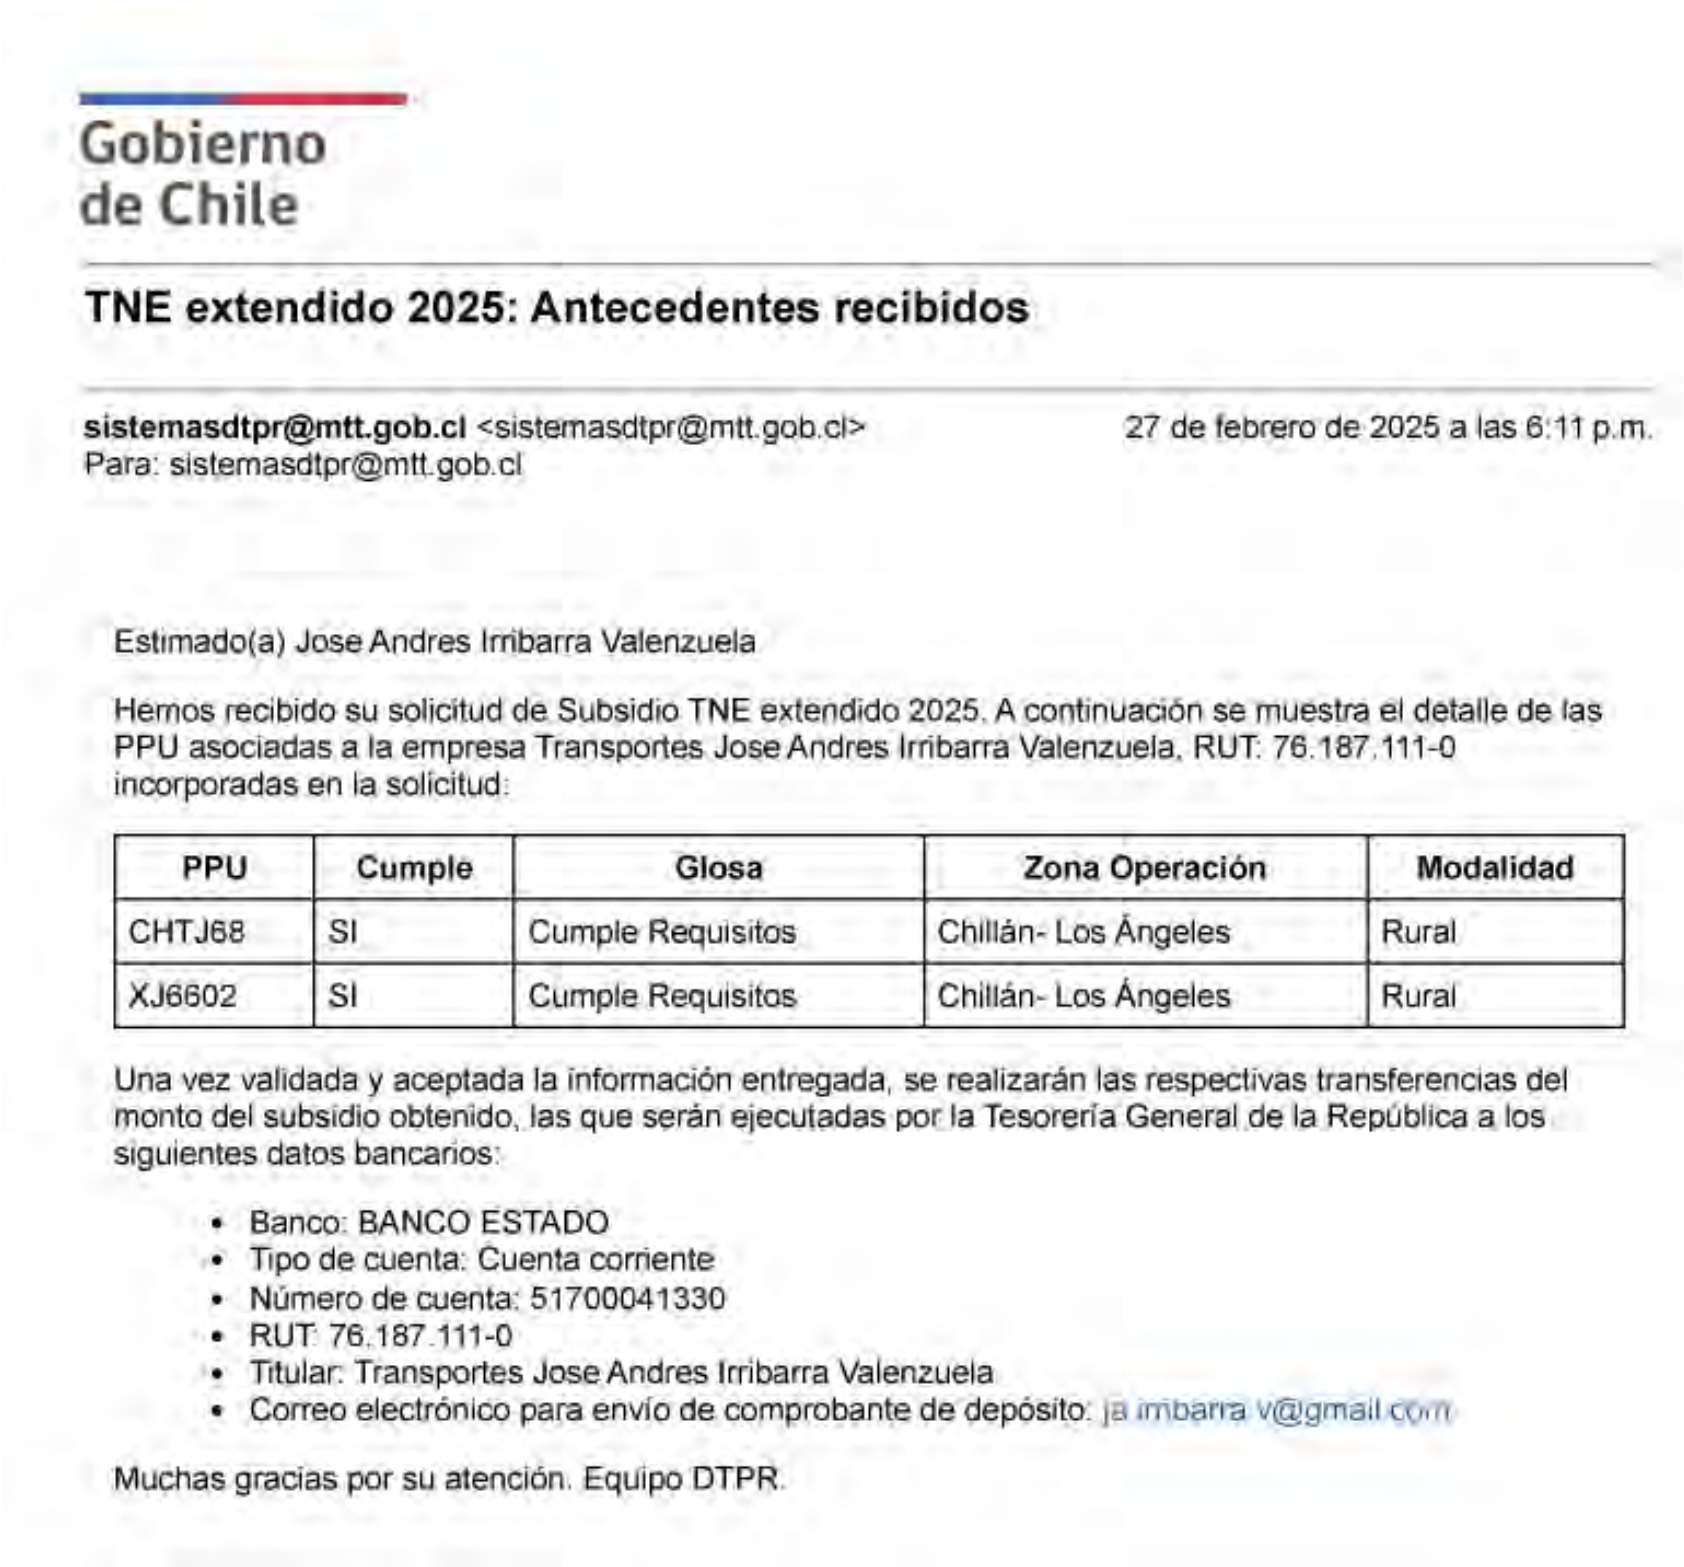 Gobierno
de Chile
TNE extendido 2025: Antecedentes recibidos
sistemasdtpr@mtt.gob.cl <sistemasdtpr@mtt.gob.cl> 27 de febrero de 2025 a las 6:11 p.m.
Para: sistemasdtpr@mtt.gob.cl
Estimado(a) Jose Andres Irribarra Valenzuela
Hemos recibido su solicitud de Subsidio TNE extendido 2025. A continuación se muestra el detalle de las
PPU asociadas a la empresa Transportes Jose Andres Irribarra Valenzuela, RUT: 76.187.111-0
incorporadas en la solicitud:
PPU Cumple Glosa Zona Operación Modalidad
CHTJ68 SI Cumple Requisitos Chillán- Los Ángeles Rural
XJ6602 SI Cumple Requisitos Chillán- Los Ángeles Rural
Una vez validada y aceptada la información entregada, se realizarán las respectivas transferencias del
monto del subsidio obtenido, las que serán ejecutadas por la Tesorería General de la República a los
siguientes datos bancarios:
• Banco: BANCO ESTADO
• Tipo de cuenta: Cuenta corriente
• Número de cuenta: 51700041330
• RUT: 76.187.111-0
• Titular: Transportes Jose Andres Irribarra Valenzuela
• Correo electrónico para envío de comprobante de depósito:
Muchas gracias por su atención. Equipo DTPR.